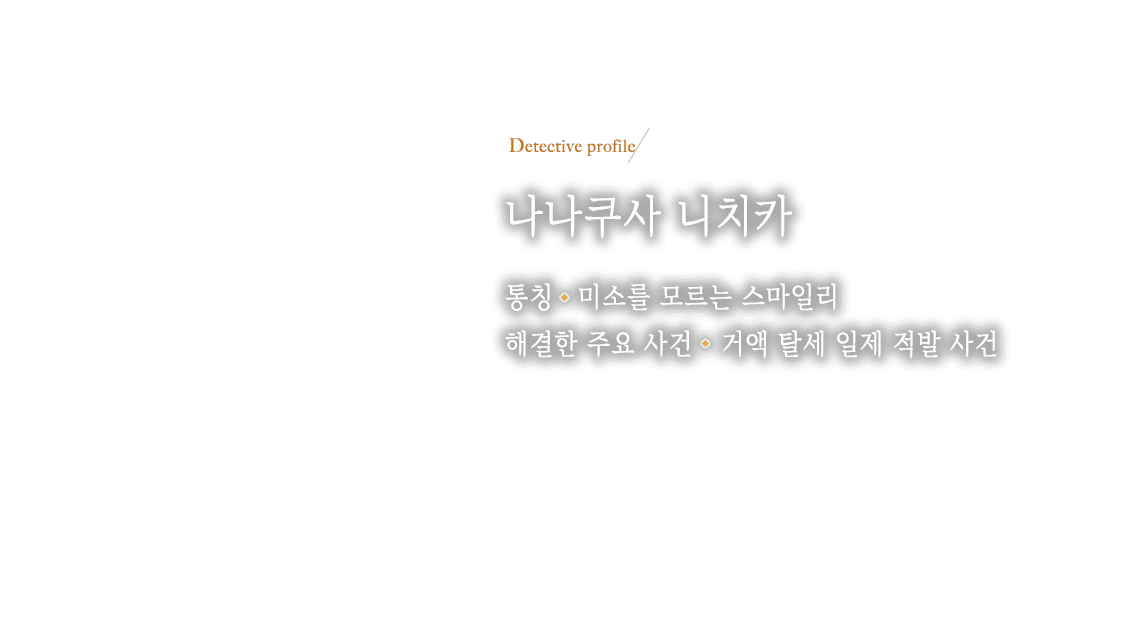 Detective profile
나나쿠사 니치카
통칭 ◆ 미소를 모르는 스마일리
해결한 주요 사건 ◆ 거액 탈세 일제 적발 사건